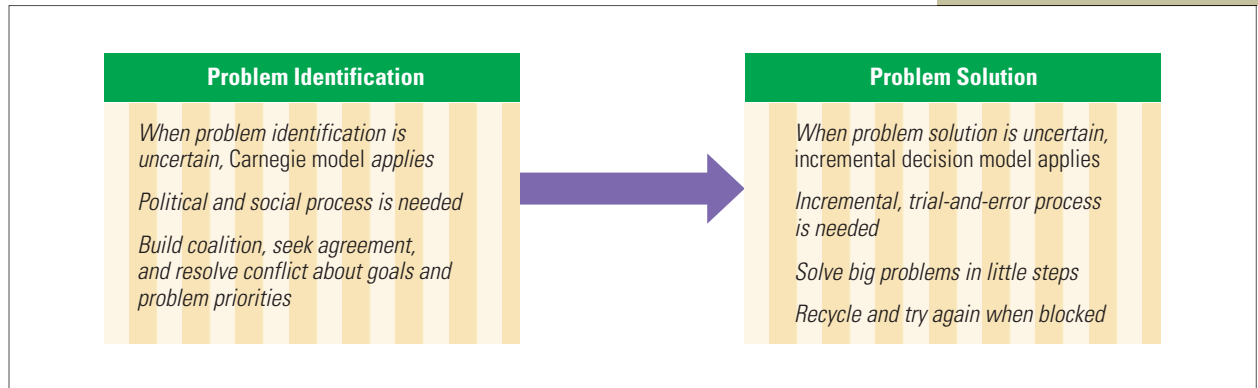 Problem Identification
When problem identification is
uncertain, Carnegie model applies
Political and social process is needed
Build coalition, seek agreement,
and resolve conflict about goals and
problem priorities
Problem Solution
When problem solution is uncertain,
incremental decision model applies
Incremental, trial-and-error process
is needed
Solve big problems in little steps
Recycle and try again when blocked